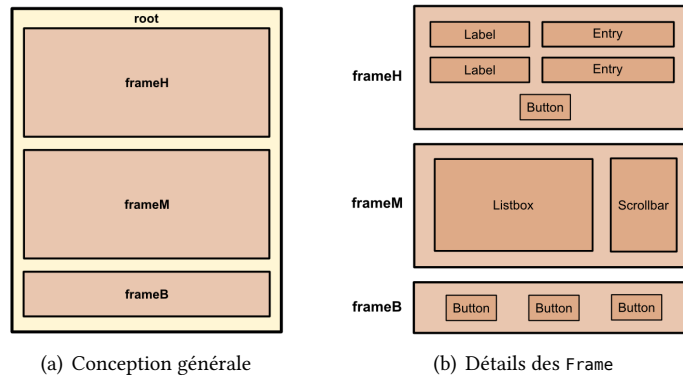 root
frameH
frameM
frameB
(a) Conception générale
frameH
Label Entry
Label Entry
Button
frameM
Listbox Scrollbar
frameB
Button Button Button
(b) Détails des Frame